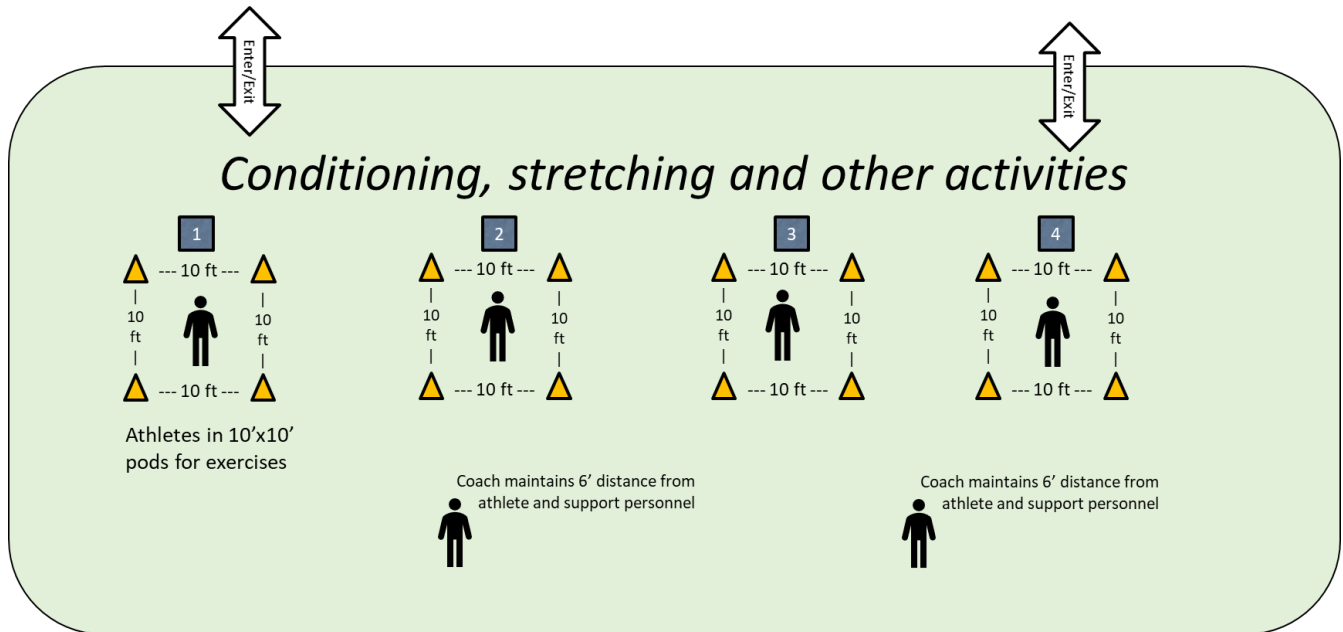 Enter/Exit
Enter/Exit
Conditioning, stretching and other activities
1
2
3
4
--- 10 ft ---
--- 10 ft ---
--- 10 ft ---
--- 10 ft ---
| 10 ft |
| 10 ft |
| 10 ft |
| 10 ft |
| 10 ft |
| 10 ft |
| 10 ft |
| 10 ft |
--- 10 ft ---
--- 10 ft ---
--- 10 ft ---
--- 10 ft ---
Athletes in 10’x10’
pods for exercises
Coach maintains 6’ distance from
athlete and support personnel
Coach maintains 6’ distance from
athlete and support personnel